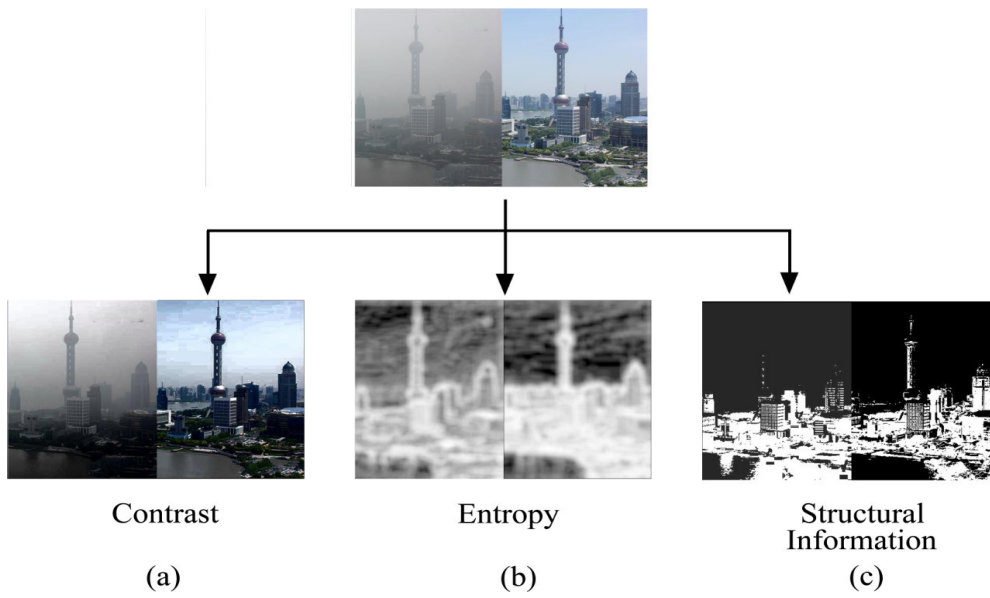 Contrast
Entropy
Structural
Information
(a)
(b)
(c)